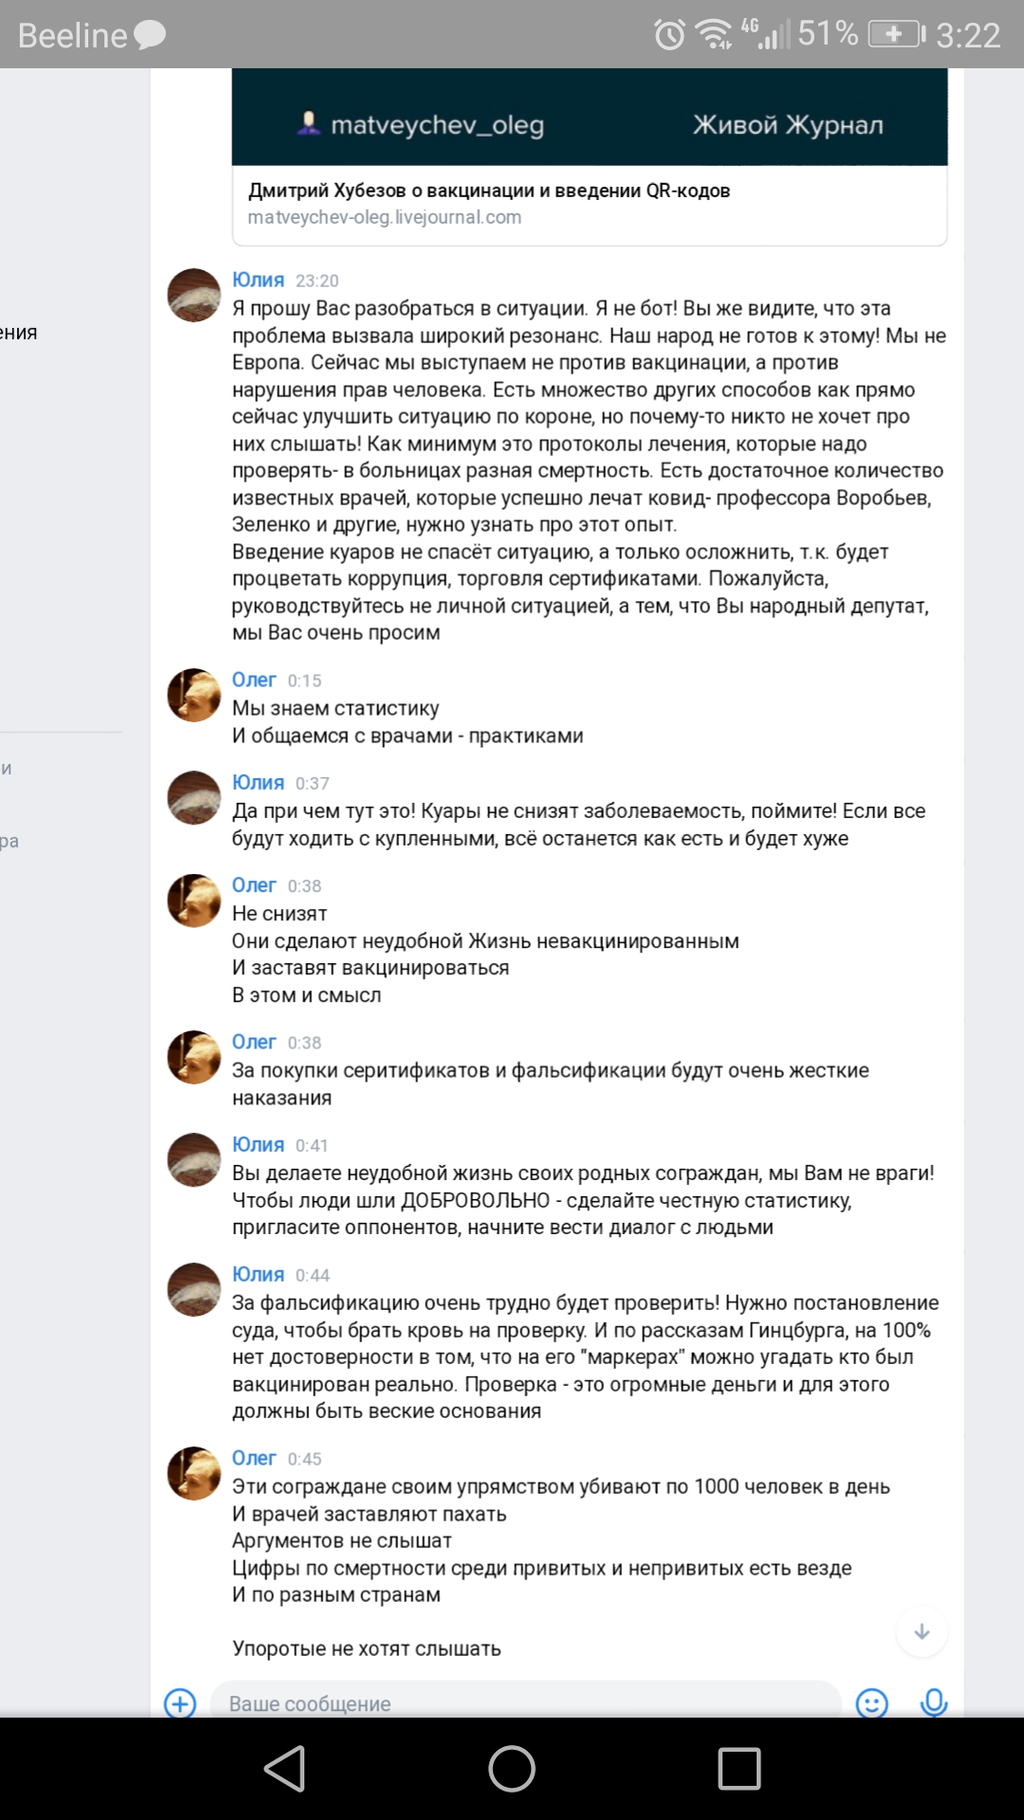 Beeline 4G 51% 3:22
matveychev_oleg Живой Журнал
Дмитрий Хубезов о вакцинации и введении QR-кодов
matveychev-oleg.livejournal.com
Юлия 23:20
Я прошу Вас разобраться в ситуации. Я не бот! Вы же видите, что эта
ения
проблема вызвала широкий резонанс. Наш народ не готов к этому! Мы не
Европа. Сейчас мы выступаем не против вакцинации, а против
нарушения прав человека. Есть множество других способов как прямо
сейчас улучшить ситуацию по короне, но почему-то никто не хочет про
них слышать! Как минимум это протоколы лечения, которые надо
проверять- в больницах разная смертность. Есть достаточное количество
известных врачей, которые успешно лечат ковид- профессора Воробьев,
Зеленко и другие, нужно узнать про этот опыт.
Введение куаров не спасёт ситуацию, а только осложнить, т.к. будет
процветать коррупция, торговля сертификатами. Пожалуйста,
руководствуйтесь не личной ситуацией, а тем, что Вы народный депутат,
мы Вас очень просим
Олег 0:15
Мы знаем статистику
И общаемся с врачами - практиками
и
Юлия 0:37
Да при чем тут это! Куары не снизят заболеваемость, поймите! Если все
будут ходить с купленными, всё останется как есть и будет хуже
ра
Олег 0:38
Не снизят
Они сделают неудобной Жизнь невакцинированным
И заставят вакцинироваться
В этом и смысл
Олег 0:38
За покупки серитификатов и фальсификации будут очень жесткие
наказания
Юлия 0:41
Вы делаете неудобной жизнь своих родных сограждан, мы Вам не враги!
Чтобы люди шли ДОБРОВОЛЬНО - сделайте честную статистику,
пригласите оппонентов, начните вести диалог с людьми
Юлия 0:44
За фальсификацию очень трудно будет проверить! Нужно постановление
суда, чтобы брать кровь на проверку. И по рассказам Гинцбурга, на 100%
нет достоверности в том, что на его "маркерах" можно угадать кто был
вакцинирован реально. Проверка - это огромные деньги и для этого
должны быть веские основания
Олег 0:45
Эти сограждане своим упрямством убивают по 1000 человек в день
И врачей заставляют пахать
Аргументов не слышат
Цифры по смертности среди привитых и непривитых есть везде
И по разным странам
Упоротые не хотят слышать
Ваше сообщение